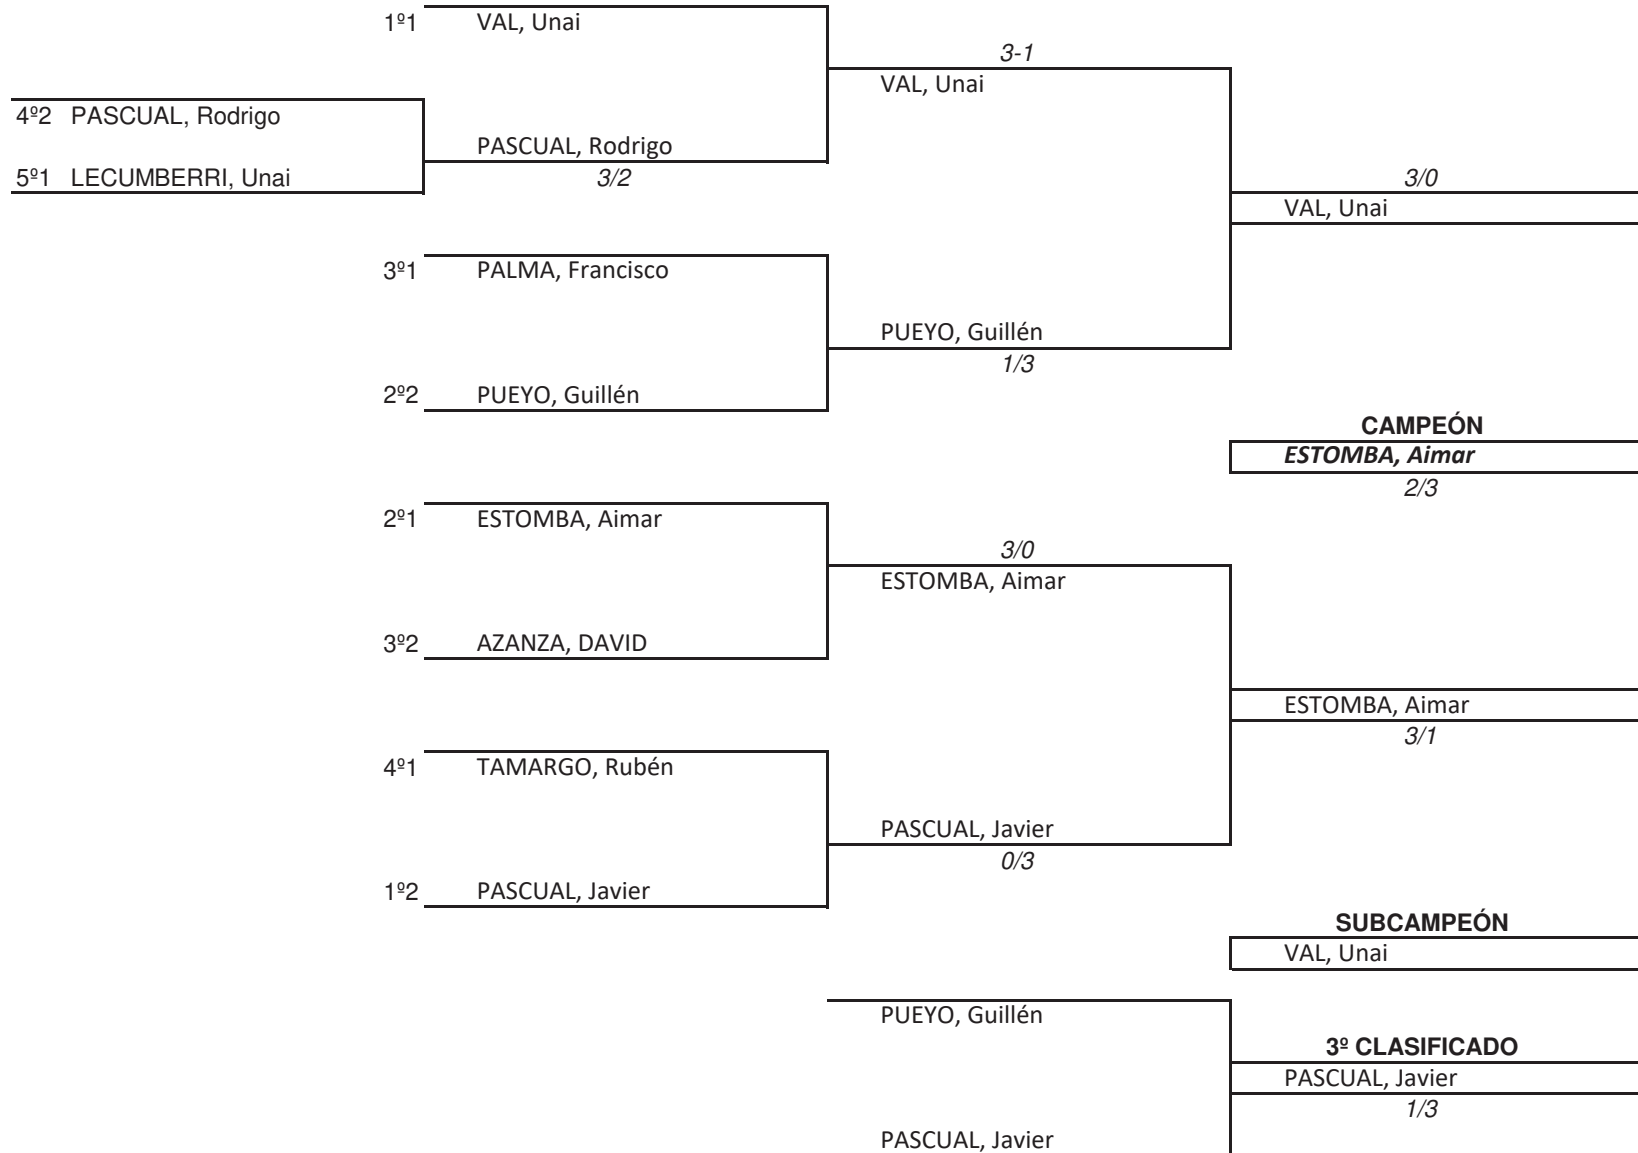 1º1 VAL, Unai
3-1
VAL, Unai
4º2 PASCUAL, Rodrigo
PASCUAL, Rodrigo
5º1 LECUMBERRI, Unai
3/2
3/0
VAL, Unai
3º1 PALMA, Francisco
PUEYO, Guillén
1/3
2º2 PUEYO, Guillén
CAMPEÓN
ESTOMBA, Aimar
2/3
2º1 ESTOMBA, Aimar
3/0
ESTOMBA, Aimar
3º2 AZANZA, DAVID
ESTOMBA, Aimar
3/1
4º1 TAMARGO, Rubén
PASCUAL, Javier
0/3
1º2 PASCUAL, Javier
SUBCAMPEÓN
VAL, Unai
PUEYO, Guillén
3º CLASIFICADO
PASCUAL, Javier
1/3
PASCUAL, Javier